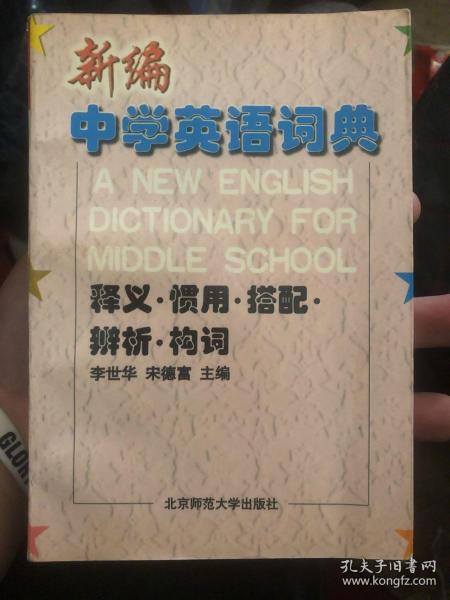 新编
中学英语词典
A NEW ENGLISH
DICTIONARY FOR
MIDDLE SCHOOL
释义·惯用·搭配·
辨析·构词
李世华 宋德富 主编
北京师范大学出版社
GLORY
孔夫子旧书网
www.kongfz.com